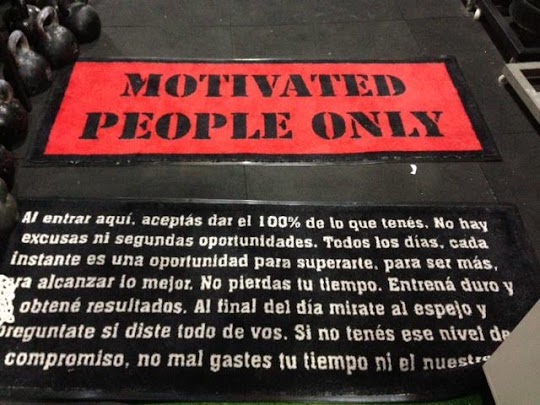 MOTIVATED
PEOPLE ONLY
Al entrar aquí, aceptás dar el 100% de lo que tenés. No hay
excusas ni segundas oportunidades. Todos los días, cada
instante es una oportunidad para superarte, para ser más,
alcanzar lo mejor. No pierdas tu tiempo. Entrená duro y
obtené resultados. Al final del día mirate al espejo y
preguntate si diste todo de vos. Si no tenés ese nivel de
compromiso, no mal gastes tu tiempo ni el nuestro